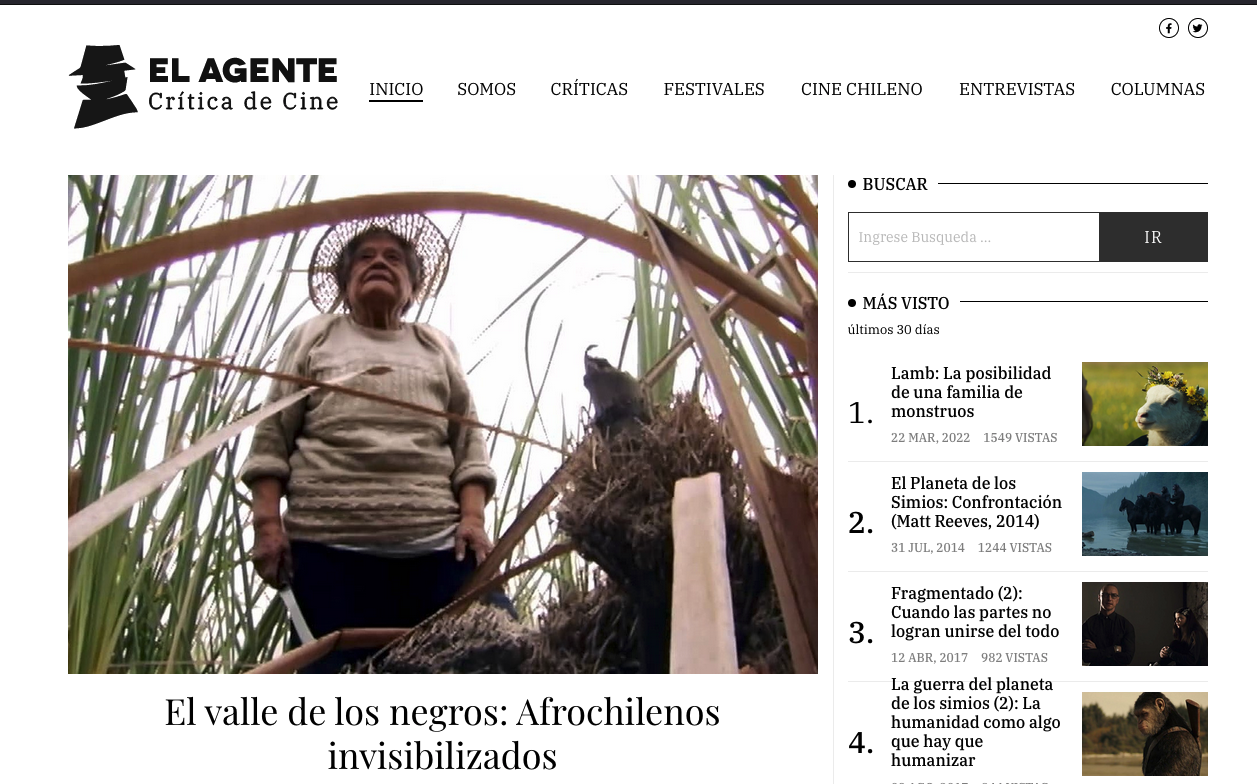 EL AGENTE
Crítica de Cine
INICIO SOMOS CRÍTICAS FESTIVALES CINE CHILENO ENTREVISTAS COLUMNAS
El valle de los negros: Afrochilenos
invisibilizados
BUSCAR
Ingrese Busqueda ... IR
MÁS VISTO
últimos 30 días
1.
Lamb: La posibilidad
de una familia de
monstruos
22 MAR, 2022 1549 VISTAS
2.
El Planeta de los
Simios: Confrontación
(Matt Reeves, 2014)
31 JUL, 2014 1244 VISTAS
3.
Fragmentado (2):
Cuando las partes no
logran unirse del todo
12 ABR, 2017 982 VISTAS
4.
La guerra del planeta
de los simios (2): La
humanidad como algo
que hay que
humanizar